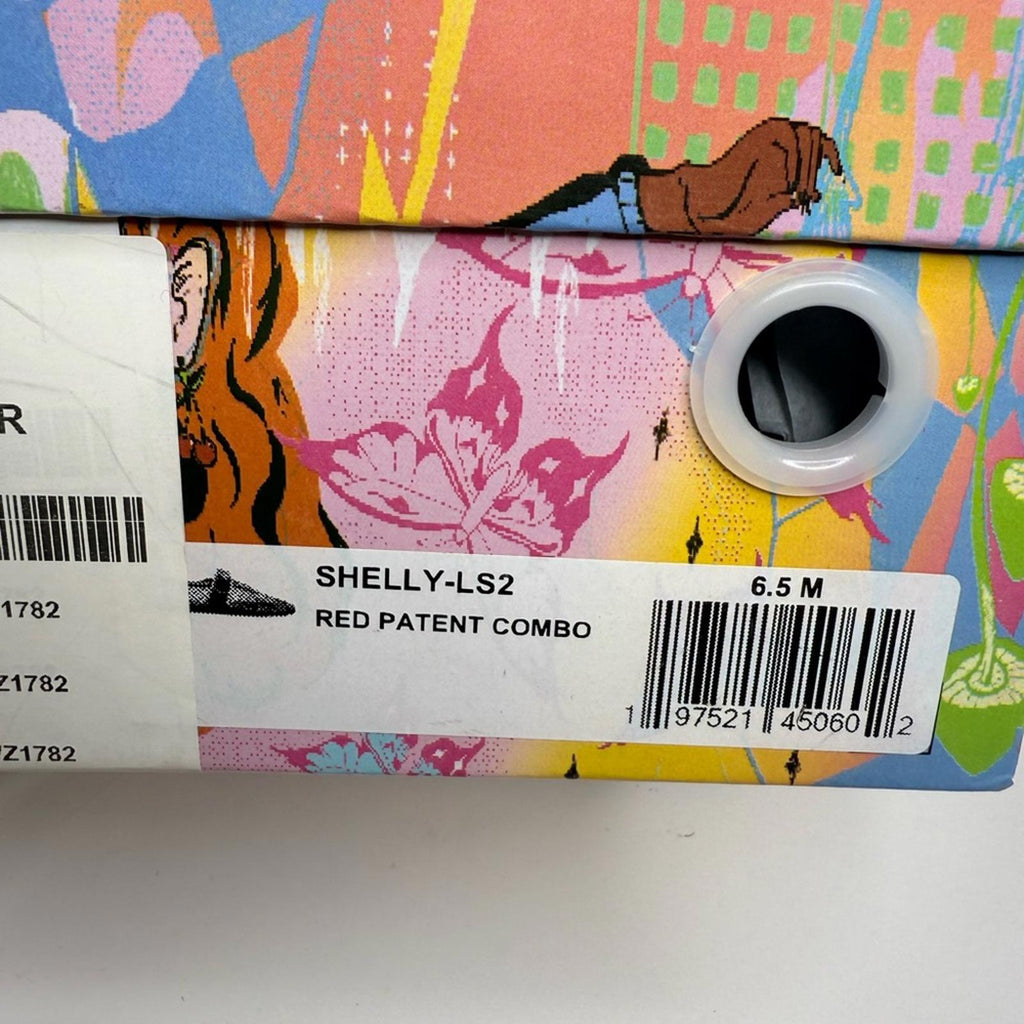 R
1782
Z1782
Z1782
SHELLY-LS2
RED PATENT COMBO
6.5 M
1 97521 45060 2